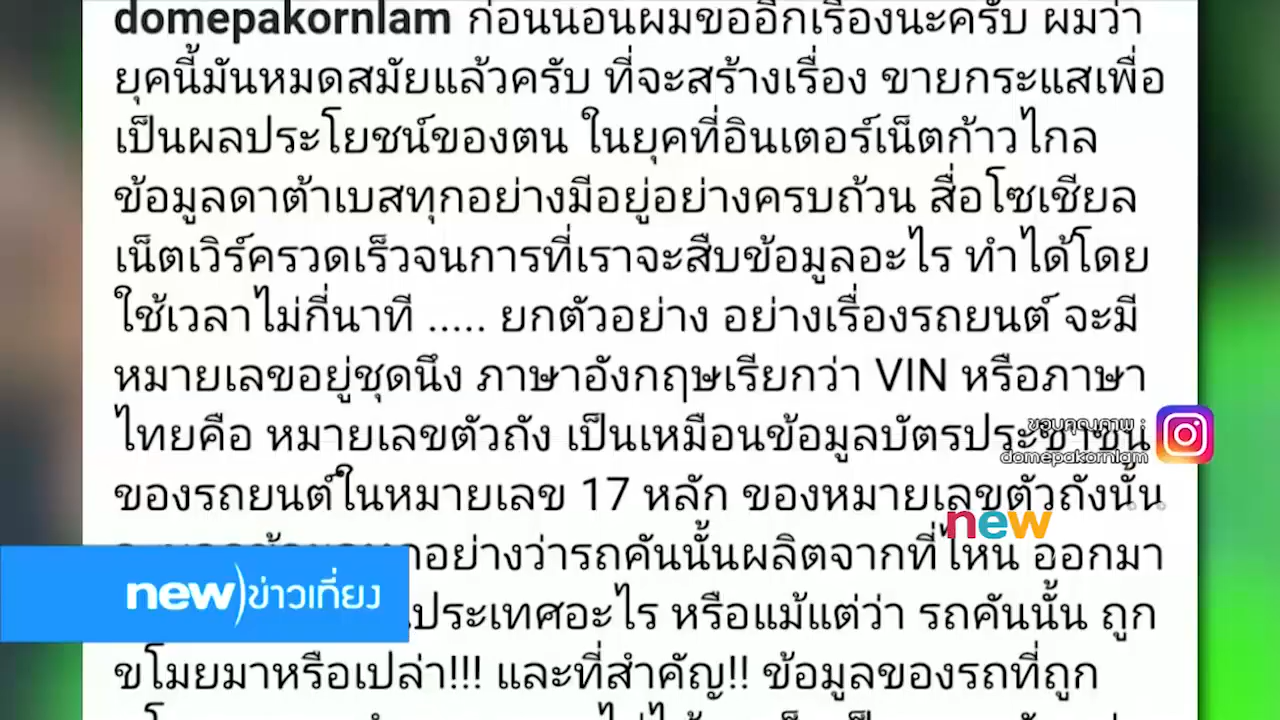 domepakornlam ก่อนนอนผมขออีกเรื่องนะครับ ผมว่า
ยุคนี้มันหมดสมัยแล้วครับ ที่จะสร้างเรื่อง ขายกระแสเพื่อ
เป็นผลประโยชน์ของตน ในยุคที่อินเตอร์เน็ตก้าวไกล
ข้อมูลดาต้าเบสทุกอย่างมีอยู่อย่างครบถ้วน สื่อโซเชียล
เน็ตเวิร์ครวดเร็วจนการที่เราจะสืบข้อมูลอะไร ทำได้โดย
ใช้เวลาไม่กี่นาที ..... ยกตัวอย่าง อย่างเรื่องรถยนต์ จะมี
หมายเลขอยู่ชุดนึง ภาษาอังกฤษเรียกว่า VIN หรือภาษา
ไทยคือ หมายเลขตัวถัง เป็นเหมือนข้อมูลบัตรประชาชน
ขอบคุณภาพ :
domepakornlam
ของรถยนต์ในหมายเลข 17 หลัก ของหมายเลขตัวถังนั้น
new
อย่างว่ารถคันนั้นผลิตจากที่ไหน ออกมา
new)ข่าวเที่ยง
ประเทศอะไร หรือแม้แต่ว่า รถคันนั้น ถูก
ขโมยมาหรือเปล่า!!! และที่สำคัญ!! ข้อมูลของรถที่ถูก